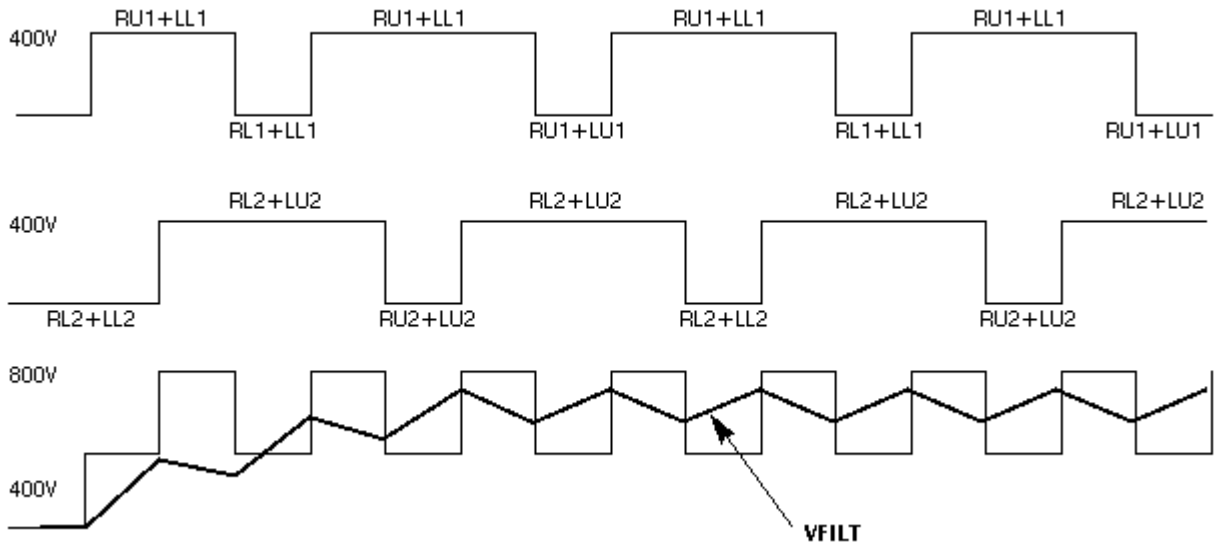 RU1+LL1 RU1+LL1 RU1+LL1 RU1+LL1
400V
RL1+LL1 RU1+LU1 RL1+LL1 RU1+LU1
RL2+LU2 RL2+LU2 RL2+LU2 RL2+LU2
400V
RL2+LL2 RU2+LU2 RL2+LL2 RU2+LU2
800V
400V
VFILT